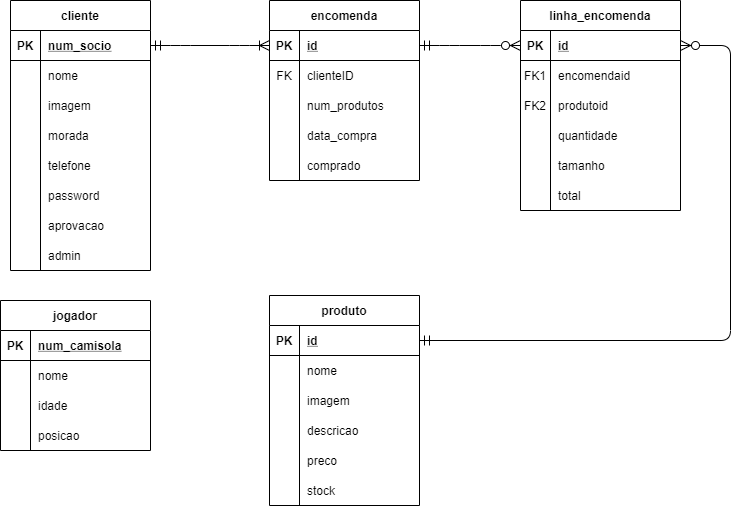 cliente
PK num_socio
nome
imagem
morada
telefone
password
aprovacao
admin
encomenda
PK id
FK clienteID
num_produtos
data_compra
comprado
linha_encomenda
PK id
FK1 encomendaid
FK2 produtoid
quantidade
tamanho
total
jogador
PK num_camisola
nome
idade
posicao
produto
PK id
nome
imagem
descricao
preco
stock